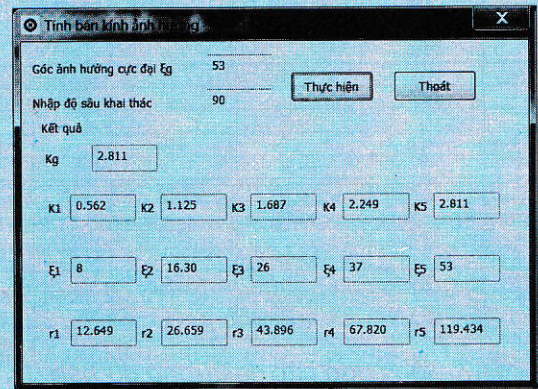 Tính bán kính ảnh hưởng
X
Góc ảnh hưởng cực đại ξg 53
Thực hiện Thoát
Nhập độ sâu khai thác 90
Kết quả
Kg 2.811
K1 0.562 K2 1.125 K3 1.687 K4 2.249 K5 2.811
ξ1 8 ξ2 16.30 ξ3 26 ξ4 37 ξ5 53
r1 12.649 r2 26.659 r3 43.896 r4 67.820 r5 119.434